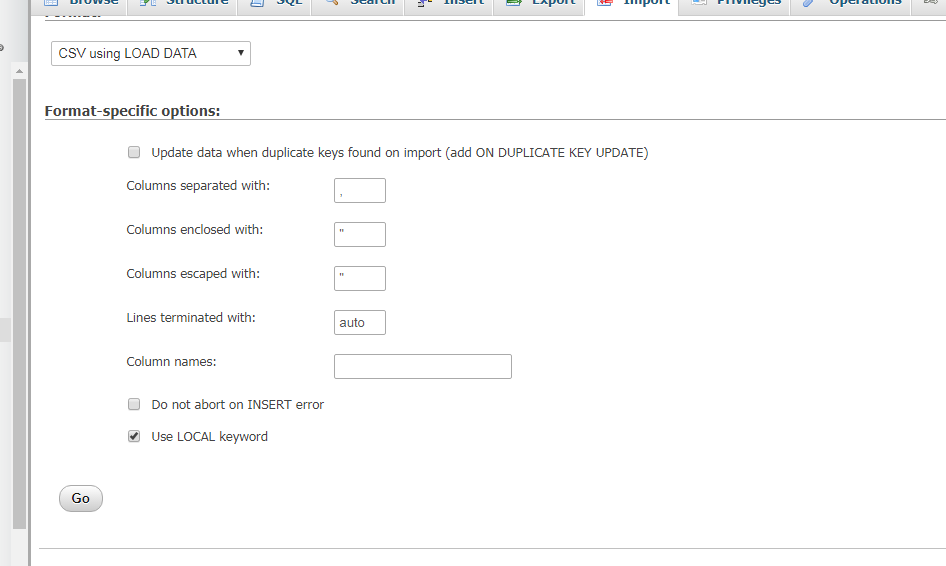 Browse Structure SQL Search Insert Export Import Privileges Operations
Format:
CSV using LOAD DATA
Format-specific options:
Update data when duplicate keys found on import (add ON DUPLICATE KEY UPDATE)
Columns separated with: ,
Columns enclosed with: "
Columns escaped with: "
Lines terminated with: auto
Column names:
Do not abort on INSERT error
Use LOCAL keyword
Go